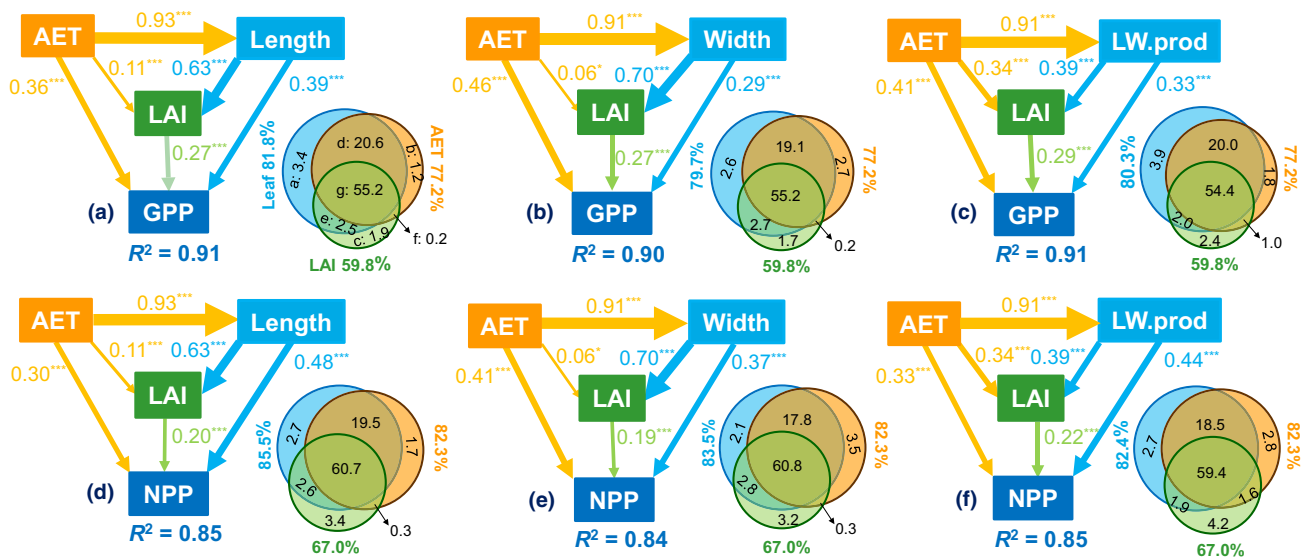 AET 0.93*** Length
0.36*** 0.11*** 0.63*** 0.39***
LAI
0.27***
(a) GPP
R² = 0.91
Leaf 81.8%
AET 77.2%
a: 3.4 d: 20.6 b: 1.2
g: 55.2
e: 2.5 c: 1.9 f: 0.2
LAI 59.8%
AET 0.91*** Width
0.46*** 0.06* 0.70*** 0.29***
LAI
0.27***
(b) GPP
R² = 0.90
79.7%
77.2%
2.6 19.1 2.7
55.2
2.7 1.7 0.2
59.8%
AET 0.91*** LW.prod
0.41*** 0.34*** 0.39*** 0.33***
LAI
0.29***
(c) GPP
R² = 0.91
80.3%
77.2%
3.9 20.0 1.8
54.4
2.0 2.4 1.0
59.8%
AET 0.93*** Length
0.30*** 0.11*** 0.63*** 0.48***
LAI
0.20***
(d) NPP
R² = 0.85
85.5%
82.3%
2.7 19.5 1.7
60.7
2.6 3.4 0.3
67.0%
AET 0.91*** Width
0.41*** 0.06* 0.70*** 0.37***
LAI
0.19***
(e) NPP
R² = 0.84
83.5%
82.3%
2.1 17.8 3.5
60.8
2.8 3.2 0.3
67.0%
AET 0.91*** LW.prod
0.33*** 0.34*** 0.39*** 0.44***
LAI
0.22***
(f) NPP
R² = 0.85
82.4%
82.3%
2.7 18.5 2.8
59.4
1.9 4.2 1.6
67.0%